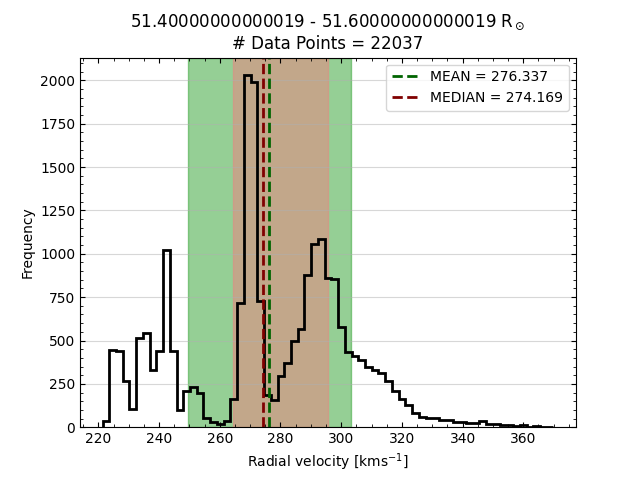 51.40000000000019 - 51.60000000000019 R⊙
# Data Points = 22037
MEAN = 276.337
MEDIAN = 274.169
2000
1750
1500
1250
1000
750
500
250
0
Frequency
220 240 260 280 300 320 340 360
Radial velocity [kms⁻¹]